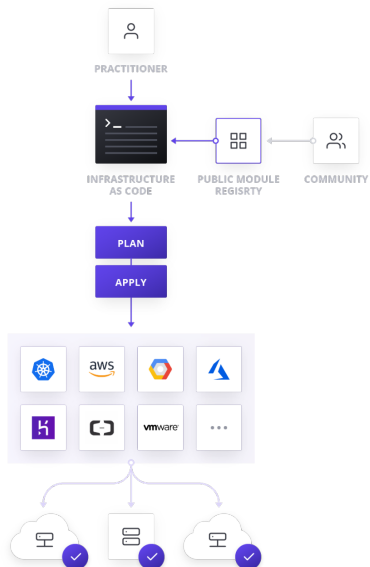 PRACTITIONER
INFRASTRUCTURE
AS CODE
PUBLIC MODULE
REGISRTY
COMMUNITY
PLAN
APPLY
aws
vmware